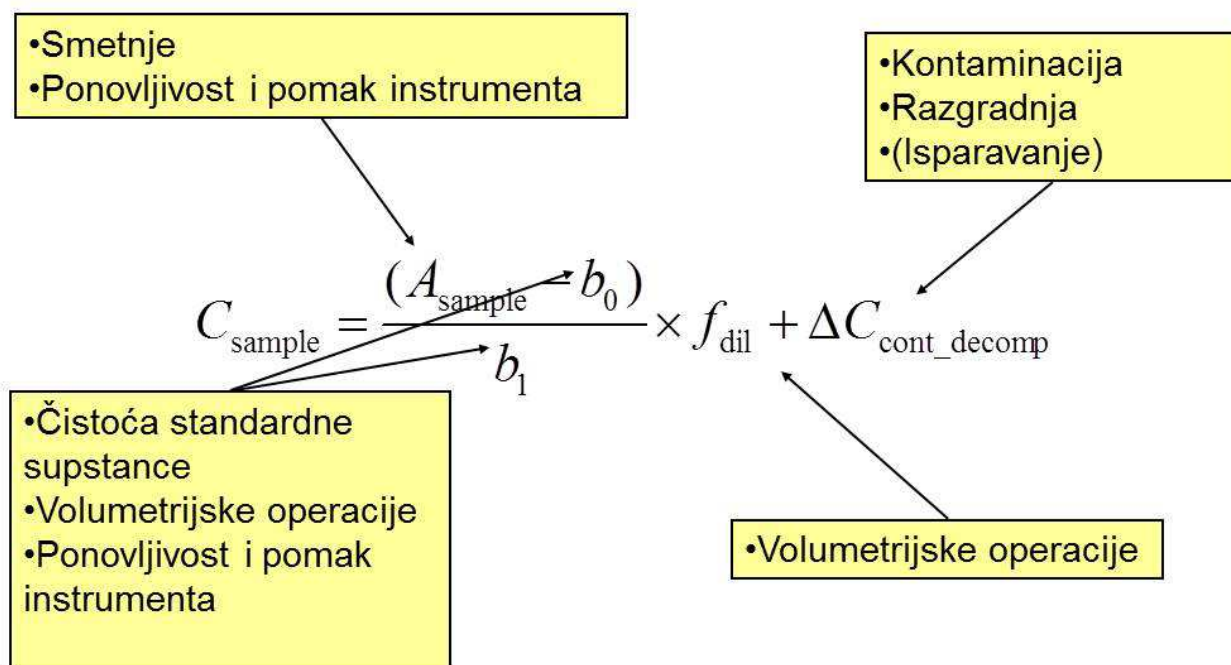 •Smetnje
•Ponovljivost i pomak instrumenta
•Kontaminacija
•Razgradnja
•(Isparavanje)
C_sample = (A_sample − b_0) / b_1 × f_dil + ΔC_cont_decomp
•Čistoća standardne
supstance
•Volumetrijske operacije
•Ponovljivost i pomak
instrumenta
•Volumetrijske operacije